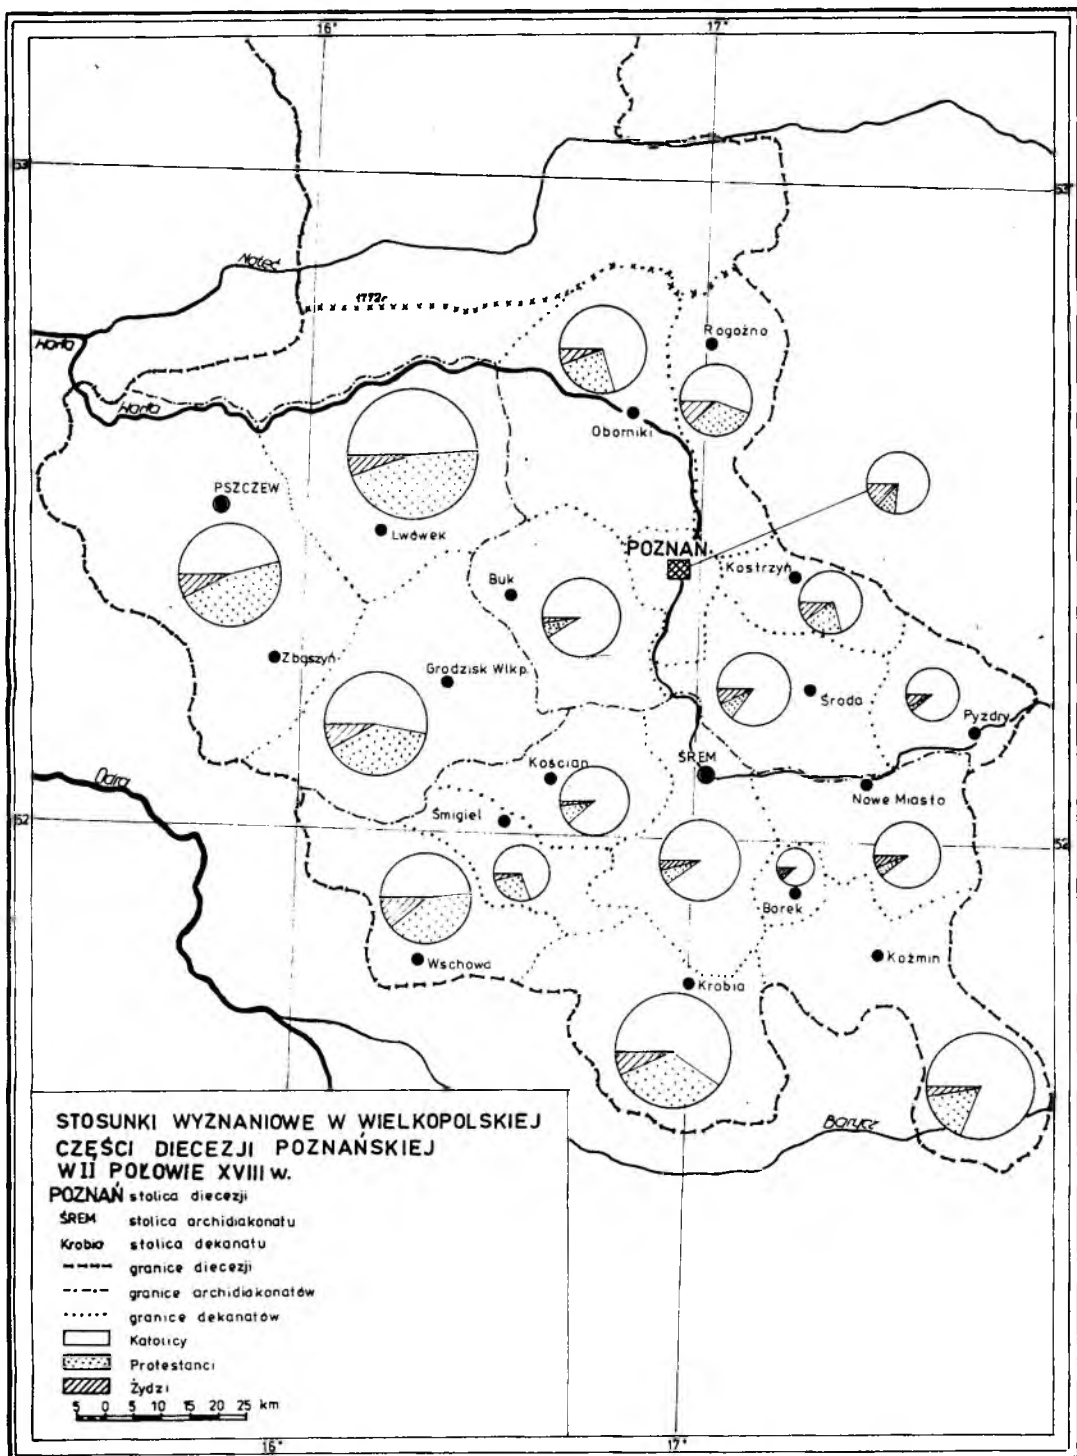 16°
17°
53
53°
Noteć
1772r
Warta
Warta
Rogoźno
Oborniki
PSZCZEW
Lwówek
POZNAŃ
Kostrzyń
Buk
Zbąszyń
Grodzisk Wlkp.
Środa
Pyzdry
Odra
Kościan
ŚREM
Nowe Miasto
52
Śmigiel
52
Borek
Wschowa
Koźmin
Krobia
Barycz
STOSUNKI WYZNANIOWE W WIELKOPOLSKIEJ
CZĘŚCI DIECEZJI POZNAŃSKIEJ
W II POŁOWIE XVIII w.
POZNAŃ stolica diecezji
ŚREM stolica archidiakonatu
Krobia stolica dekanatu
granice diecezji
granice archidiakonatów
granice dekanatów
Katolicy
Protestanci
Żydzi
5 0 5 10 15 20 25 km
16°
17°